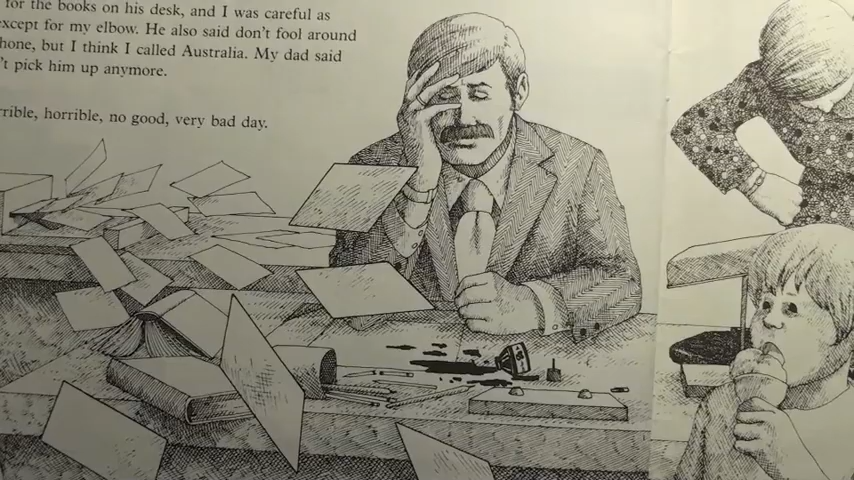 for the books on his desk, and I was careful as
except for my elbow. He also said don't fool around
hone, but I think I called Australia. My dad said
't pick him up anymore.
rrible, horrible, no good, very bad day.